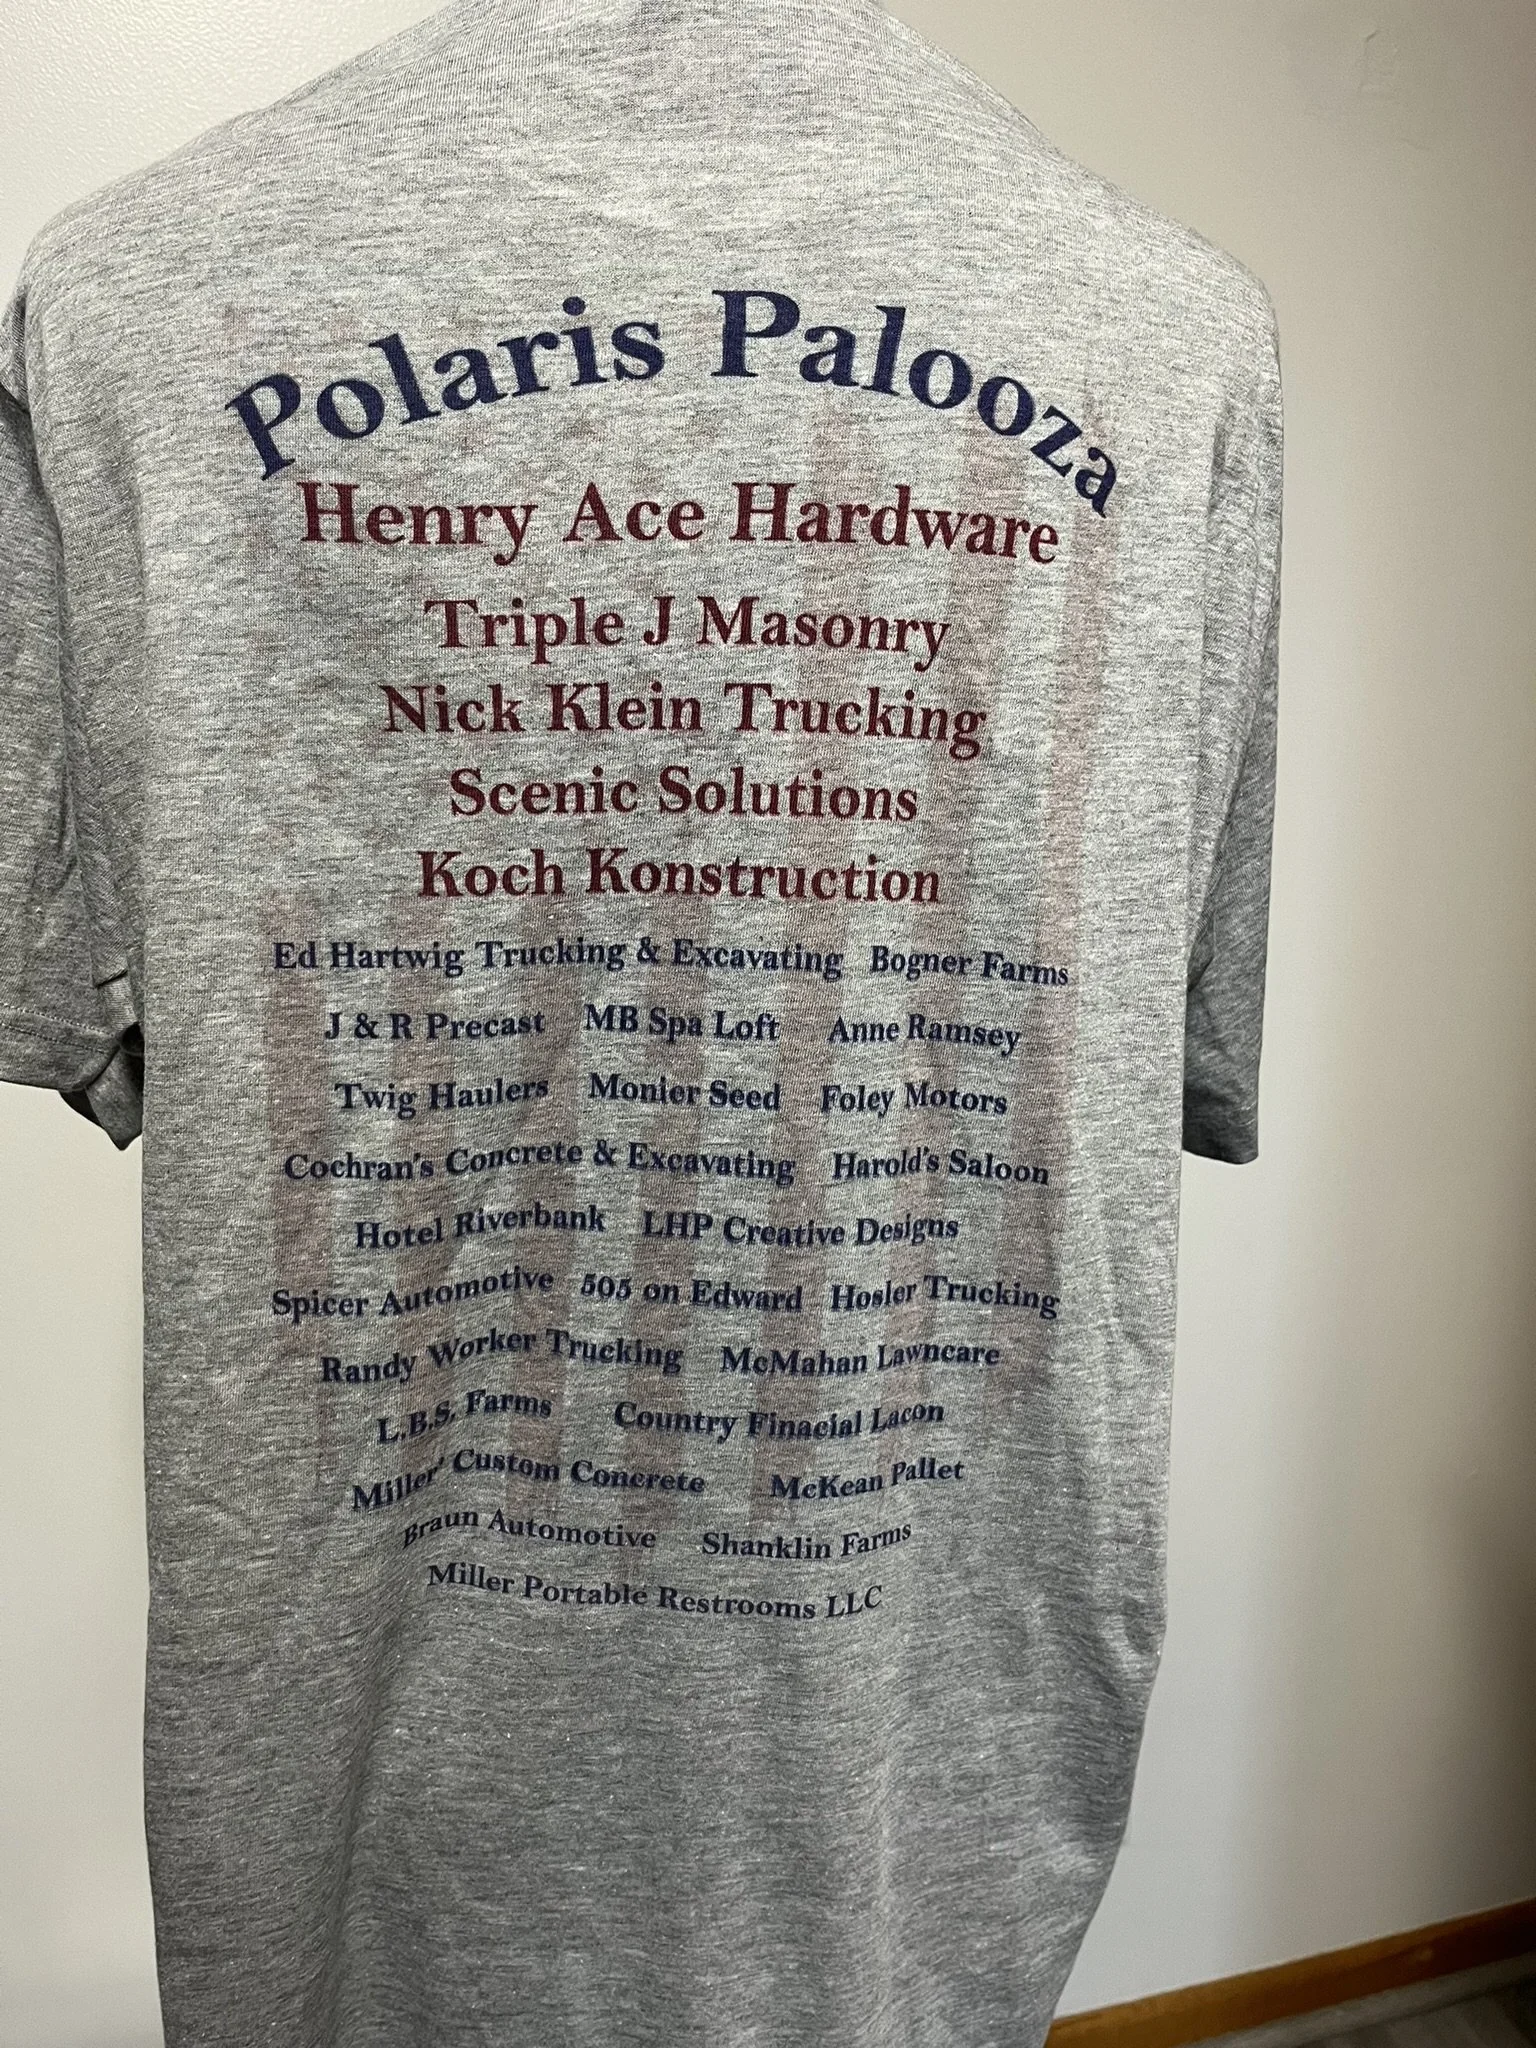 Polaris Palooza
Henry Ace Hardware
Triple J Masonry
Nick Klein Trucking
Scenic Solutions
Koch Konstruction
Ed Hartwig Trucking & Excavating Bogner Farms
J & R Precast MB Spa Loft Anne Ramsey
Twig Haulers Monier Seed Foley Motors
Cochran's Concrete & Excavating Harold's Saloon
Hotel Riverbank LHP Creative Designs
Spicer Automotive 505 on Edward Hosler Trucking
Randy Worker Trucking McMahan Lawncare
L.B.S. Farms Country Finacial Lacon
Miller' Custom Concrete McKean Pallet
Braun Automotive Shanklin Farms
Miller Portable Restrooms LLC